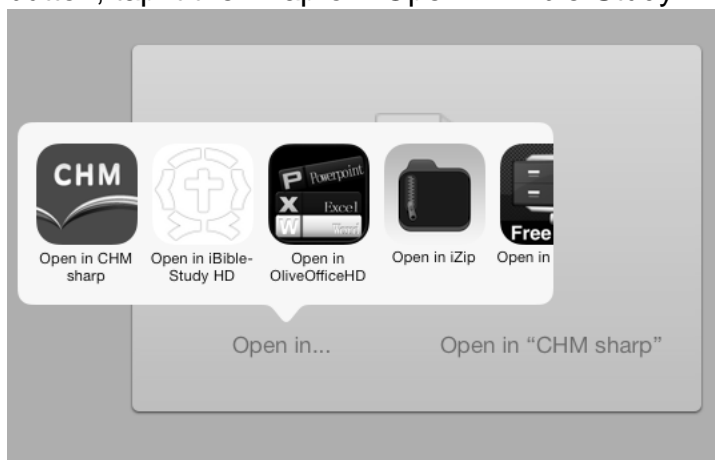 CHM
P Powerpoint
X Excel
W
Free
Open in CHM
sharp
Open in iBible-
Study HD
Open in
OliveOfficeHD
Open in iZip
Open in
Open in...
Open in “CHM sharp”